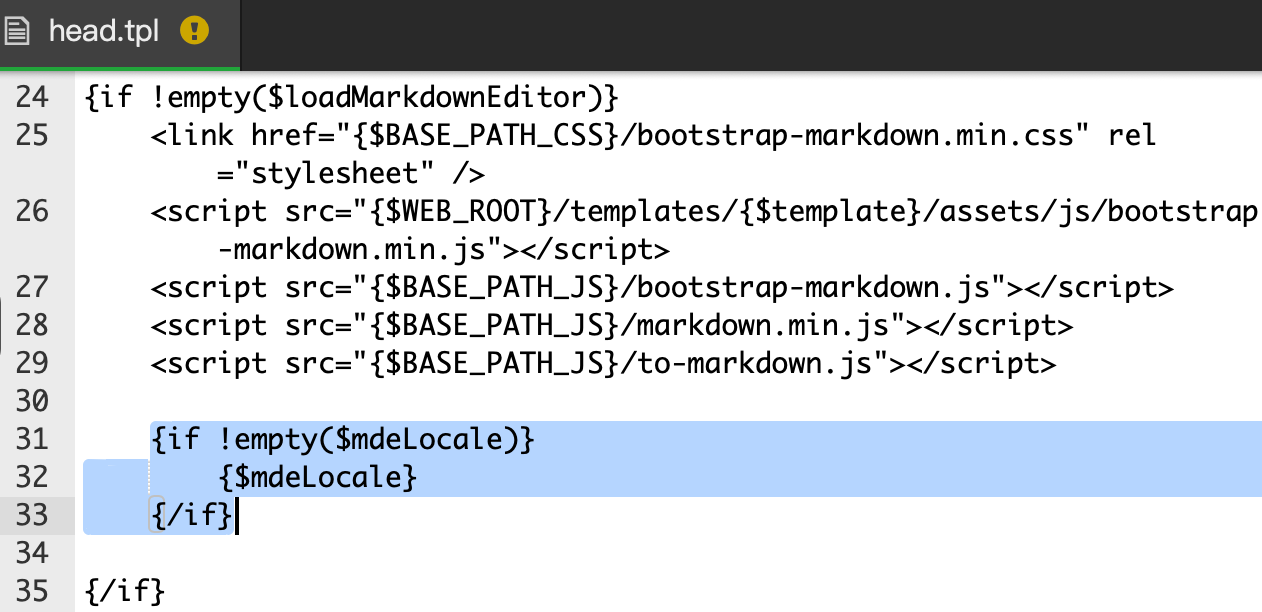 head.tpl
24 {if !empty($loadMarkdownEditor)}
25 <link href="{$BASE_PATH_CSS}/bootstrap-markdown.min.css" rel
="stylesheet" />
26 <script src="{$WEB_ROOT}/templates/{$template}/assets/js/bootstrap
-markdown.min.js"></script>
27 <script src="{$BASE_PATH_JS}/bootstrap-markdown.js"></script>
28 <script src="{$BASE_PATH_JS}/markdown.min.js"></script>
29 <script src="{$BASE_PATH_JS}/to-markdown.js"></script>
30
31 {if !empty($mdeLocale)}
32 {$mdeLocale}
33 {/if}
34
35 {/if}